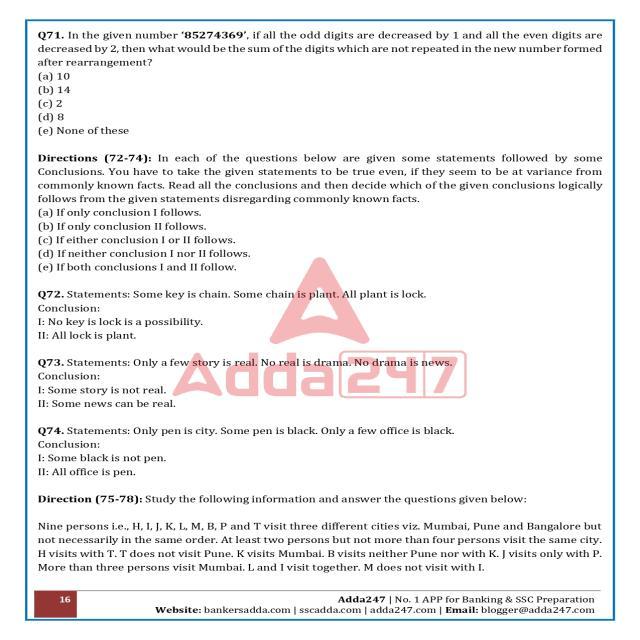 Q71. In the given number ‘85274369’, if all the odd digits are decreased by 1 and all the even digits are
decreased by 2, then what would be the sum of the digits which are not repeated in the new number formed
after rearrangement?
(a) 10
(b) 14
(c) 2
(d) 8
(e) None of these
Directions (72-74): In each of the questions below are given some statements followed by some
Conclusions. You have to take the given statements to be true even, if they seem to be at variance from
commonly known facts. Read all the conclusions and then decide which of the given conclusions logically
follows from the given statements disregarding commonly known facts.
(a) If only conclusion I follows.
(b) If only conclusion II follows.
(c) If either conclusion I or II follows.
(d) If neither conclusion I nor II follows.
(e) If both conclusions I and II follow.
Q72. Statements: Some key is chain. Some chain is plant. All plant is lock.
Conclusion:
I: No key is lock is a possibility.
II: All lock is plant.
Q73. Statements: Only a few story is real. No real is drama. No drama is news.
Conclusion:
I: Some story is not real.
II: Some news can be real.
Adda247
Q74. Statements: Only pen is city. Some pen is black. Only a few office is black.
Conclusion:
I: Some black is not pen.
II: All office is pen.
Direction (75-78): Study the following information and answer the questions given below:
Nine persons i.e., H, I, J, K, L, M, B, P and T visit three different cities viz. Mumbai, Pune and Bangalore but
not necessarily in the same order. At least two persons but not more than four persons visit the same city.
H visits with T. T does not visit Pune. K visits Mumbai. B visits neither Pune nor with K. J visits only with P.
More than three persons visit Mumbai. L and I visit together. M does not visit with I.
16
Adda247 | No. 1 APP for Banking & SSC Preparation
Website: bankersadda.com | sscadda.com | adda247.com | Email: blogger@adda247.com